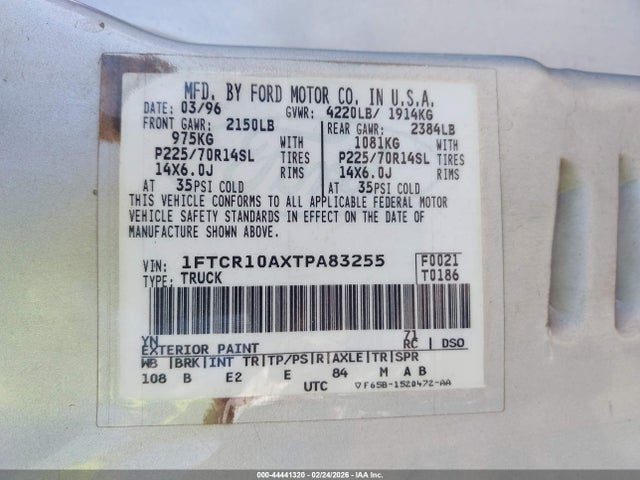 MFD. BY FORD MOTOR CO. IN U.S.A.
DATE: 03/96 GVWR: 4220LB/ 1914KG
FRONT GAWR: 2150LB REAR GAWR: 2384LB
975KG WITH 1081KG WITH
P225/70R14SL TIRES P225/70R14SL TIRES
14X6.0J RIMS 14X6.0J RIMS
AT 35PSI COLD AT 35PSI COLD
THIS VEHICLE CONFORMS TO ALL APPLICABLE FEDERAL MOTOR
VEHICLE SAFETY STANDARDS IN EFFECT ON THE DATE OF
MANUFACTURE SHOWN ABOVE.
VIN: 1FTCR10AXTPA83255 F0021
TYPE: TRUCK T0186
YN 71
EXTERIOR PAINT RC | DSO
WB |BRK|INT TR|TP/PS|R|AXLE|TR|SPR
108 B E2 E 84 M A B
UTC ▽F65B-1520472-AA
000-44441320 - 02/24/2026 - IAA Inc.